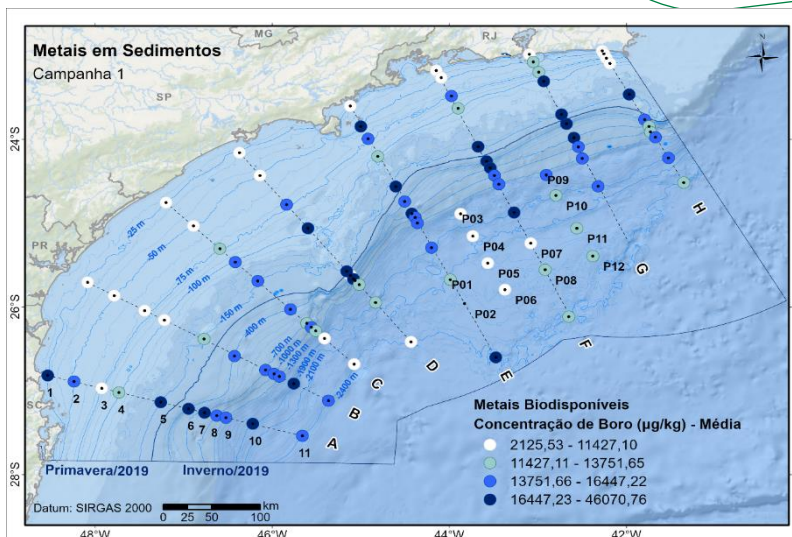 Metais em Sedimentos
Campanha 1
MG
RJ
SP
PR
SC
24°S
26°S
28°S
-25 m
-50 m
-75 m
-100 m
-150 m
-400 m
-700 m
-1000 m
-1300 m
-1900 m
-2100 m
-2400 m
P09
P10
P03
P04
P11
P07
P05
P12
P08
P01
P06
P02
H
G
F
E
D
C
B
A
1
2
3
4
5
6
7
8
9
10
11
Primavera/2019
Inverno/2019
Datum: SIRGAS 2000
km
0
25
50
100
Metais Biodisponíveis
Concentração de Boro (µg/kg) - Média
2125,53 - 11427,10
11427,11 - 13751,65
13751,66 - 16447,22
16447,23 - 46070,76
48°W
46°W
44°W
42°W